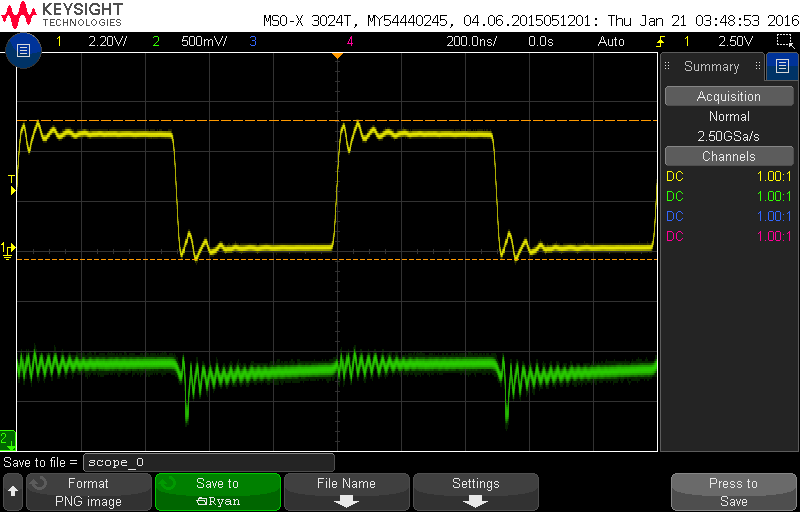 KEYSIGHT
TECHNOLOGIES
MSO-X 3024T, MY54440245, 04.06.2015051201: Thu Jan 21 03:48:53 2016
1 2.20V/ 2 500mV/ 3 4 200.0ns/ 0.0s Auto 1 2.50V
Summary
Acquisition
Normal
2.50GSa/s
Channels
DC 1.00:1
DC 1.00:1
DC 1.00:1
DC 1.00:1
T
1
2
Save to file = scope_0
Format
PNG image
Save to
Ryan
File Name
Settings
Press to
Save